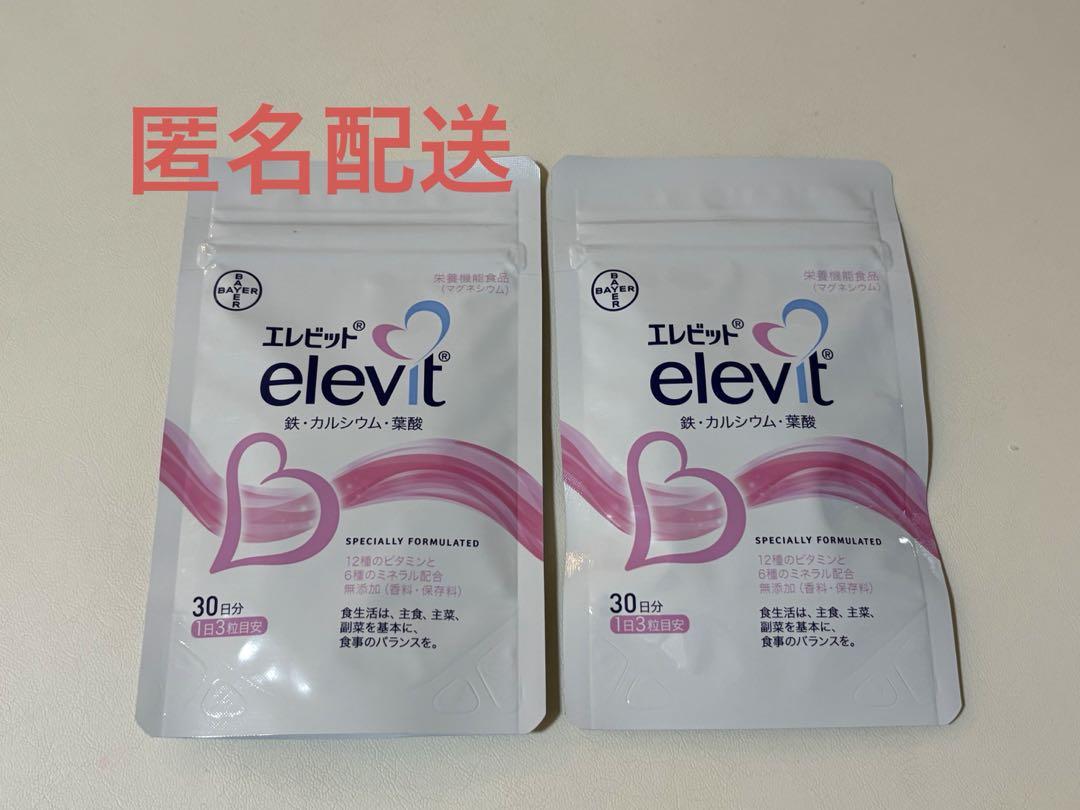 匿名配送
BAYER
BAYER
栄養機能食品
(マグネシウム)
エレビット®
elevit®
鉄・カルシウム・葉酸
SPECIALLY FORMULATED
12種のビタミンと
6種のミネラル配合
無添加(香料・保存料)
30日分
1日3粒目安
食生活は、主食、主菜、
副菜を基本に、
食事のバランスを。
BAYER
BAYER
栄養機能食品
(マグネシウム)
エレビット®
elevit®
鉄・カルシウム・葉酸
SPECIALLY FORMULATED
12種のビタミンと
6種のミネラル配合
無添加(香料・保存料)
30日分
1日3粒目安
食生活は、主食、主菜、
副菜を基本に、
食事のバランスを。